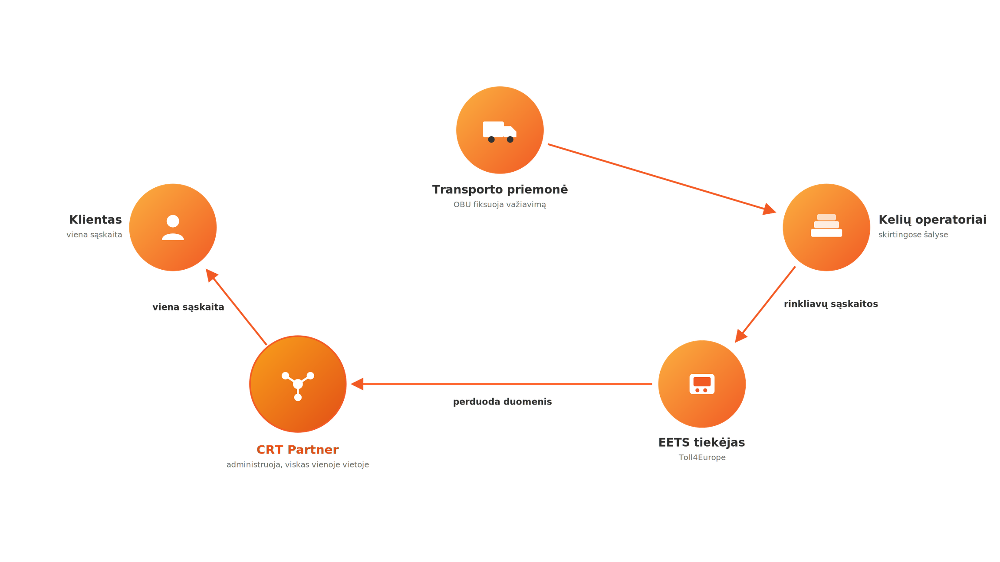 Transporto priemonė
OBU fiksuoja važiavimą
Klientas
viena sąskaita
Kelių operatoriai
skirtingose šalyse
viena sąskaita
rinkliavų sąskaitos
perduoda duomenis
CRT Partner
administruoja, viskas vienoje vietoje
EETS tiekėjas
Toll4Europe